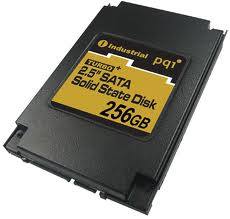 industrial pqi
TURBO +
2.5" SATA
Solid State Disk
256GB